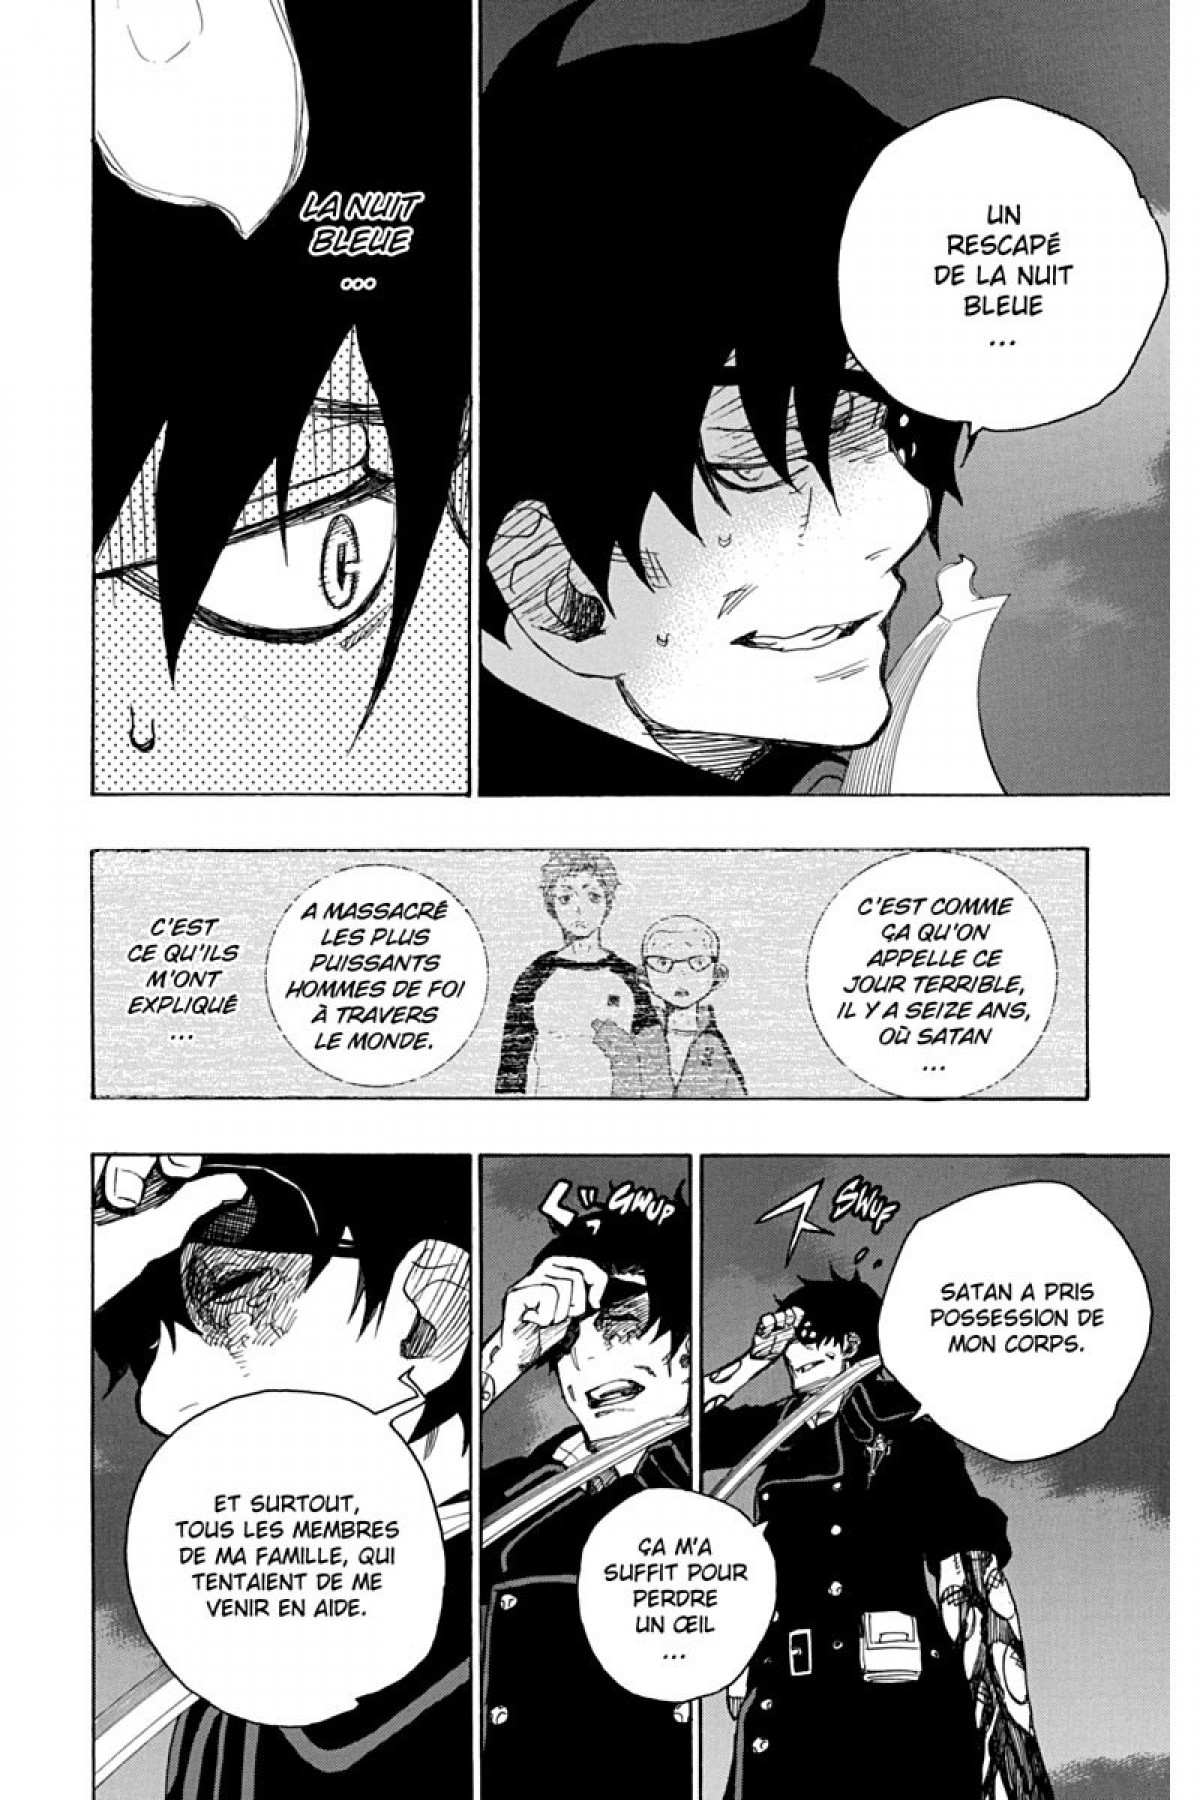 UN
RESCAPÉ
DE LA NUIT
BLEUE
...
LA NUIT
BLEUE
...
C'EST COMME
ÇA QU'ON
APPELLE CE
JOUR TERRIBLE,
IL Y A SEIZE ANS,
OÙ SATAN
...
A MASSACRÉ
LES PLUS
PUISSANTS
HOMMES DE FOI
À TRAVERS
LE MONDE.
C'EST
CE QU'ILS
M'ONT
EXPLIQUÉ
...
SWUF
SATAN A PRIS
POSSESSION DE
MON CORPS.
GWUP
ÇA M'A
SUFFIT POUR
PERDRE
UN ŒIL
...
ET SURTOUT,
TOUS LES MEMBRES
DE MA FAMILLE, QUI
TENTAIENT DE ME
VENIR EN AIDE.